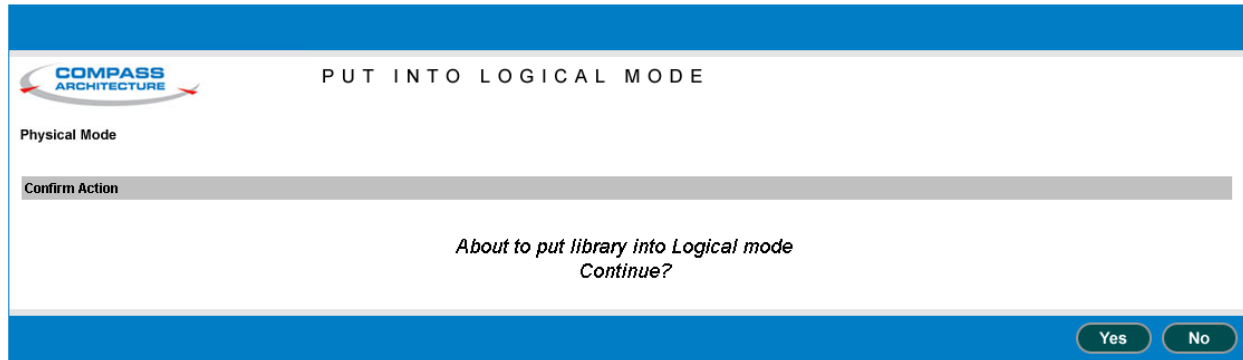 COMPASS
ARCHITECTURE
PUT INTO LOGICAL MODE
Physical Mode
Confirm Action
About to put library into Logical mode
Continue?
Yes No